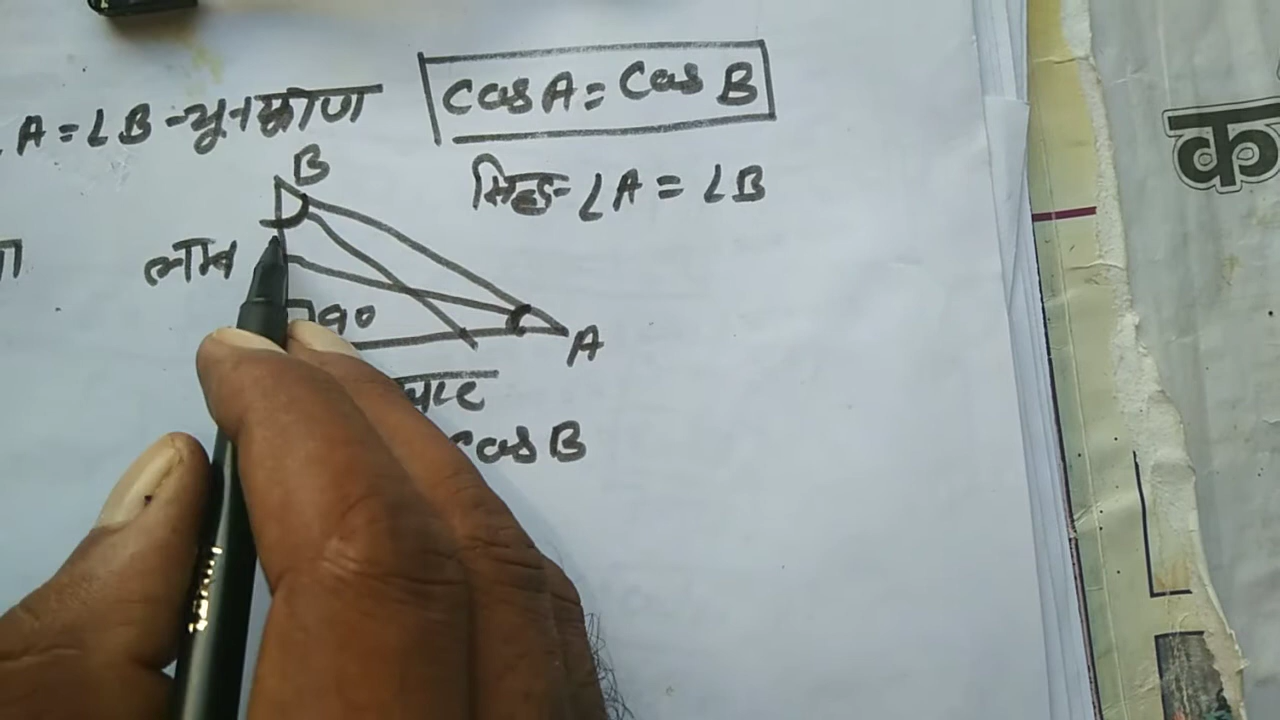 A = ∠B - न्यूनकोण
cos A = cos B
B
सिद्ध - ∠A = ∠B
लम्ब
90
A
cos B
क